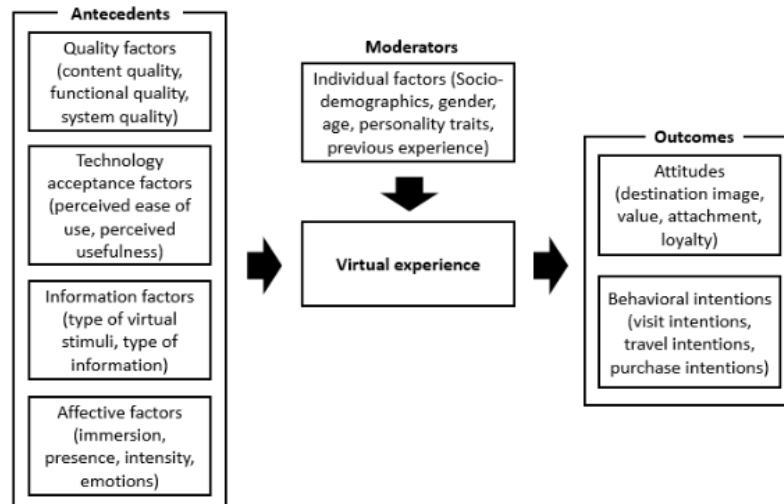 Antecedents
Quality factors
(content quality,
functional quality,
system quality)
Technology
acceptance factors
(perceived ease of
use, perceived
usefulness)
Information factors
(type of virtual
stimuli, type of
information)
Affective factors
(immersion,
presence, intensity,
emotions)
Moderators
Individual factors (Socio-
demographics, gender,
age, personality traits,
previous experience)
Virtual experience
Outcomes
Attitudes
(destination image,
value, attachment,
loyalty)
Behavioral intentions
(visit intentions,
travel intentions,
purchase intentions)